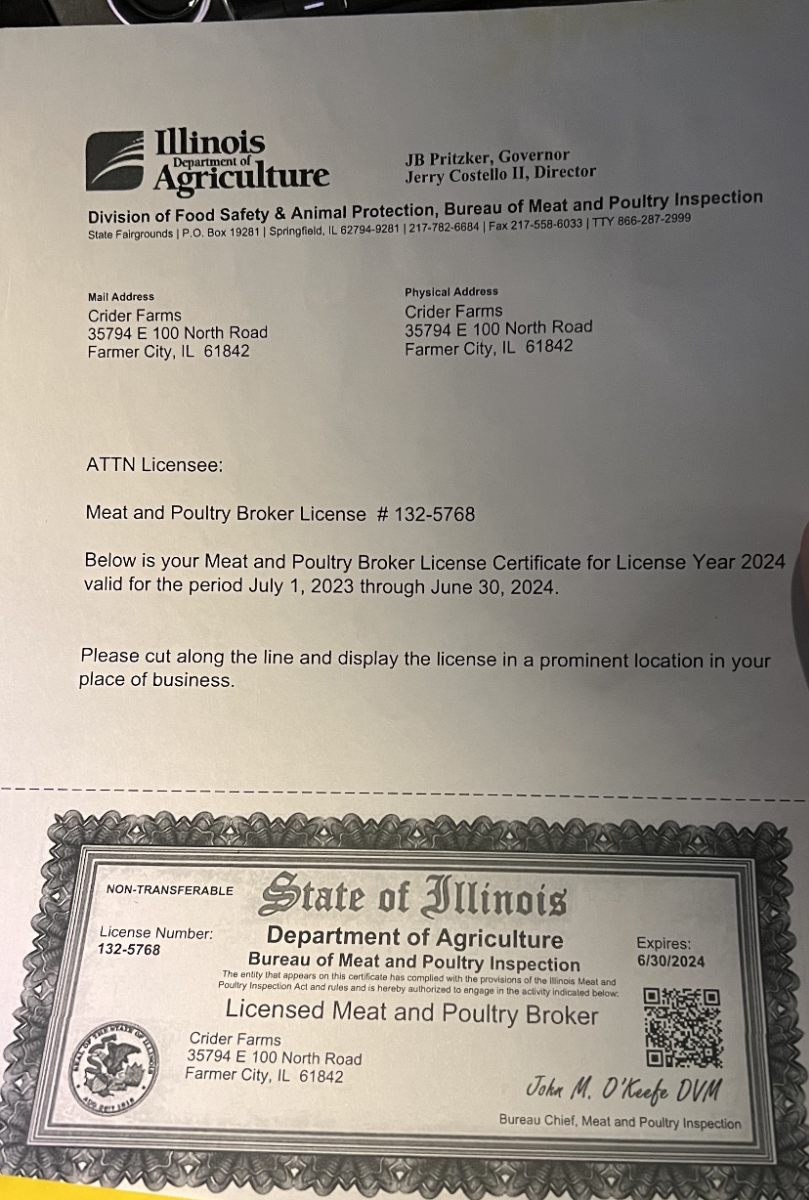 Illinois
Department of
Agriculture
JB Pritzker, Governor
Jerry Costello II, Director
Division of Food Safety & Animal Protection, Bureau of Meat and Poultry Inspection
State Fairgrounds | P.O. Box 19281 | Springfield, IL 62794-9281 | 217-782-6684 | Fax 217-558-6033 | TTY 866-287-2999
Mail Address
Crider Farms
35794 E 100 North Road
Farmer City, IL 61842
Physical Address
Crider Farms
35794 E 100 North Road
Farmer City, IL 61842
ATTN Licensee:
Meat and Poultry Broker License # 132-5768
Below is your Meat and Poultry Broker License Certificate for License Year 2024
valid for the period July 1, 2023 through June 30, 2024.
Please cut along the line and display the license in a prominent location in your
place of business.
NON-TRANSFERABLE
State of Illinois
License Number:
132-5768
Department of Agriculture
Bureau of Meat and Poultry Inspection
Expires:
6/30/2024
The entity that appears on this certificate has complied with the provisions of the Illinois Meat and
Poultry Inspection Act and rules and is hereby authorized to engage in the activity indicated below:
Licensed Meat and Poultry Broker
Crider Farms
35794 E 100 North Road
Farmer City, IL 61842
SEAL OF THE STATE OF ILLINOIS
AUG. 26TH 1818
John M. O'Keefe DVM
Bureau Chief, Meat and Poultry Inspection